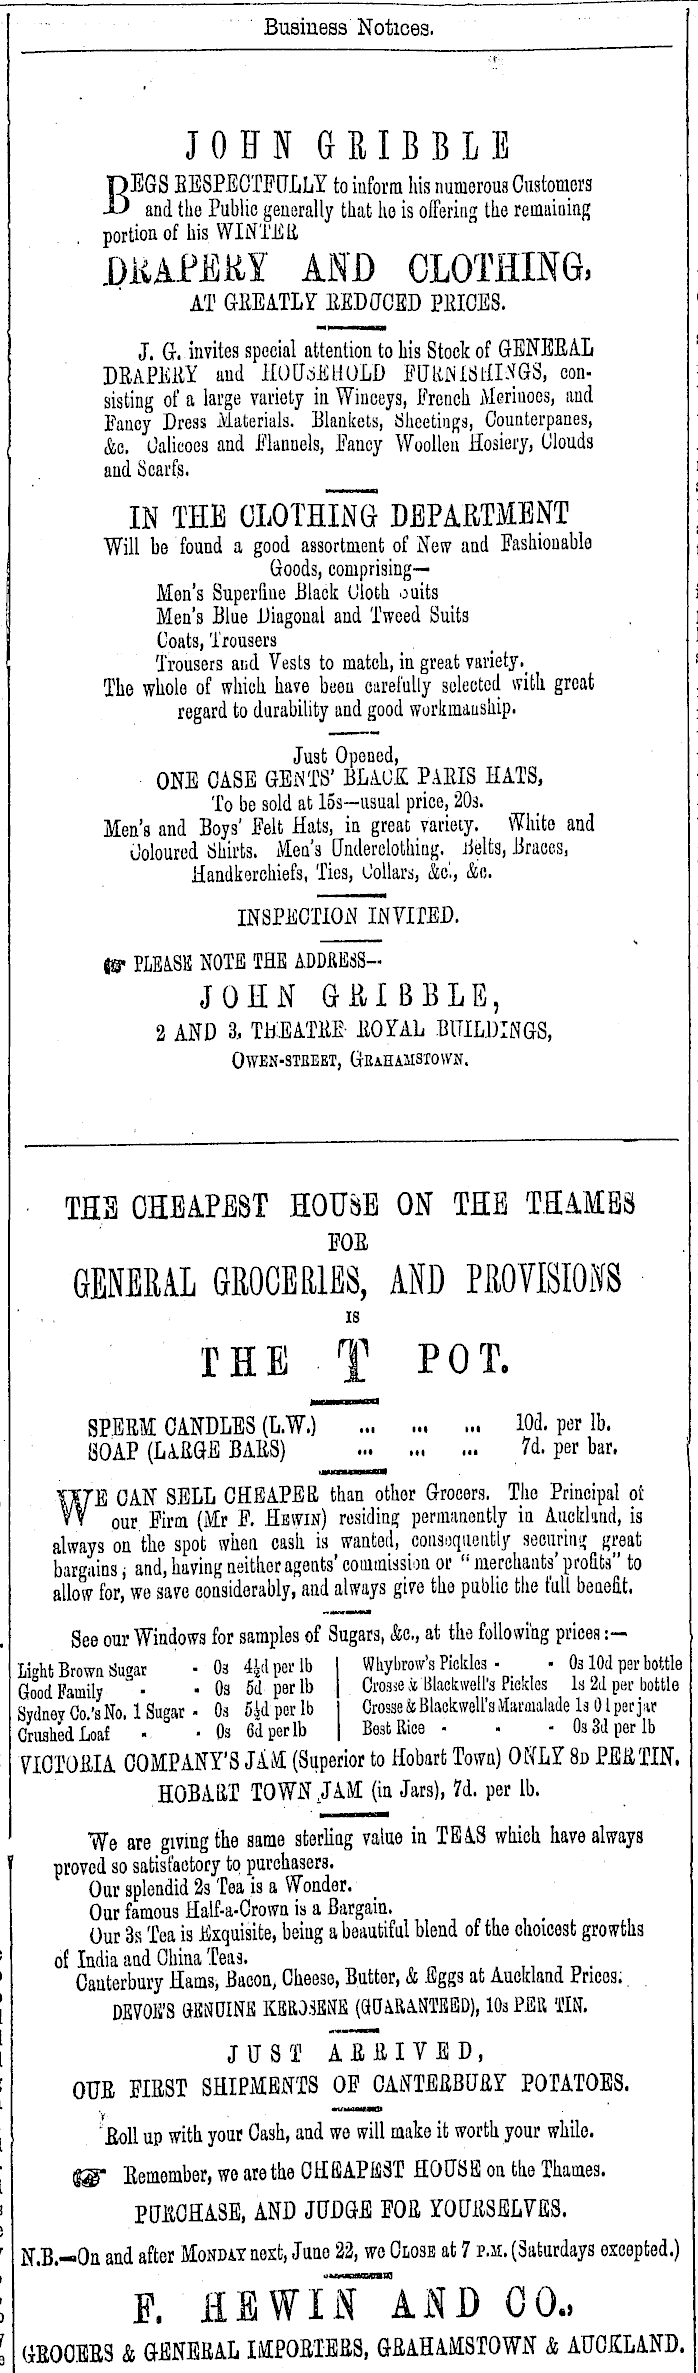 Business Notices.
JOHN GRIBBLE
BEGS RESPECTFULLY to inform his numerous Customers
and the Public generally that he is offering the remaining
portion of his WINTER
DRAPERY AND CLOTHING,
AT GREATLY REDUCED PRICES.
J. G. invites special attention to his Stock of GENERAL
DRAPERY and HOUSEHOLD FURNISHINGS, con-
sisting of a large variety in Winceys, French Merinoes, and
Fancy Dress Materials. Blankets, Sheetings, Counterpanes,
&c. Calicoes and Flannels, Fancy Woollen Hosiery, Clouds
and Scarfs.
IN THE CLOTHING DEPARTMENT
Will be found a good assortment of New and Fashionable
Goods, comprising—
Men's Superfine Black Cloth Suits
Men's Blue Diagonal and Tweed Suits
Coats, Trousers
Trousers and Vests to match, in great variety.
The whole of which have been carefully selected with great
regard to durability and good workmanship.
Just Opened,
ONE CASE GENTS' BLACK PARIS HATS,
To be sold at 15s—usual price, 20s.
Men's and Boys' Felt Hats, in great variety. White and
Coloured Shirts. Men's Underclothing. Belts, Braces,
Handkerchiefs, Ties, Collars, &c., &c.
INSPECTION INVITED.
☞ PLEASE NOTE THE ADDRESS—
JOHN GRIBBLE,
2 AND 3, THEATRE ROYAL BUILDINGS,
OWEN-STREET, GRAHAMSTOWN.
THE CHEAPEST HOUSE ON THE THAMES
FOR
GENERAL GROCERIES, AND PROVISIONS
IS
THE T POT.
SPERM CANDLES (L.W.) ... ... ... 10d. per lb.
SOAP (LARGE BARS) ... ... ... 7d. per bar.
WE CAN SELL CHEAPER than other Grocers. The Principal of
our Firm (Mr F. HEWIN) residing permanently in Auckland, is
always on the spot when cash is wanted, consequently securing great
bargains; and, having neither agents' commission or "merchants' profits" to
allow for, we save considerably, and always give the public the full benefit.
See our Windows for samples of Sugars, &c., at the following prices:—
Light Brown Sugar - 0s 4½d per lb
Good Family - - 0s 5d per lb
Sydney Co.'s No. 1 Sugar - 0s 5½d per lb
Crushed Loaf - - 0s 6d per lb
Whybrow's Pickles - - 0s 10d per bottle
Crosse & Blackwell's Pickles 1s 2d per bottle
Crosse & Blackwell's Marmalade 1s 0d per jar
Best Rice - - - 0s 3d per lb
VICTORIA COMPANY'S JAM (Superior to Hobart Town) ONLY 8D PER TIN.
HOBART TOWN JAM (in Jars), 7d. per lb.
We are giving the same sterling value in TEAS which have always
proved so satisfactory to purchasers.
Our splendid 2s Tea is a Wonder.
Our famous Half-a-Crown is a Bargain.
Our 3s Tea is Exquisite, being a beautiful blend of the choicest growths
of India and China Teas.
Canterbury Hams, Bacon, Cheese, Butter, & Eggs at Auckland Prices.
DEVOE'S GENUINE KEROSENE (GUARANTEED), 10s PER TIN.
JUST ARRIVED,
OUR FIRST SHIPMENTS OF CANTERBURY POTATOES.
Roll up with your Cash, and we will make it worth your while.
☞ Remember, we are the CHEAPEST HOUSE on the Thames.
PURCHASE, AND JUDGE FOR YOURSELVES.
N.B.—On and after MONDAY next, June 22, we CLOSE at 7 P.M. (Saturdays excepted.)
F. HEWIN AND CO.,
GROCERS & GENERAL IMPORTERS, GRAHAMSTOWN & AUCKLAND.